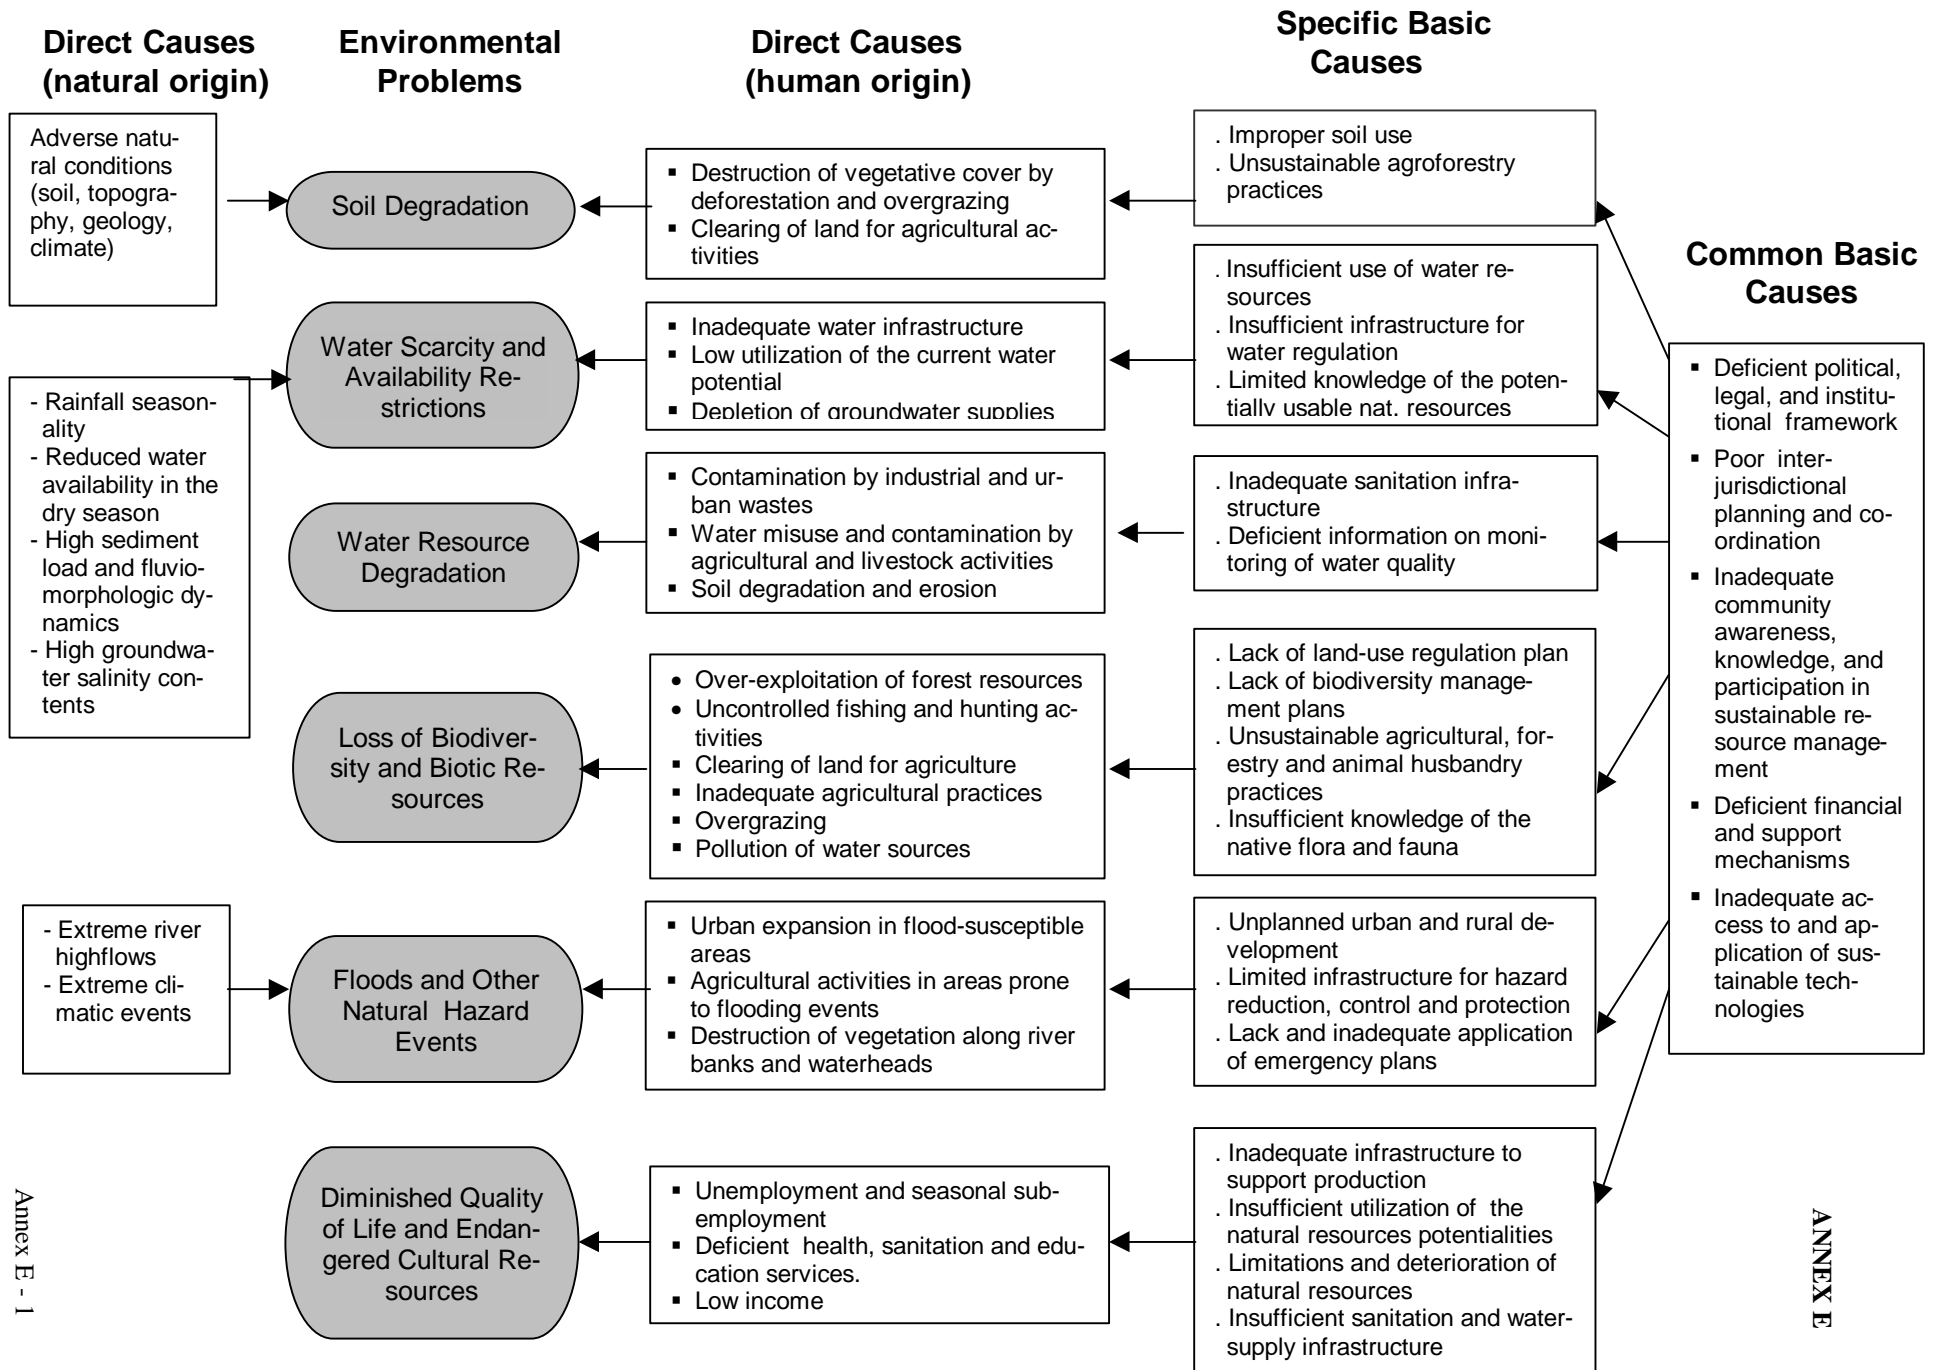 Direct Causes
(natural origin)
Environmental
Problems
Direct Causes
(human origin)
Specific Basic
Causes
Common Basic
Causes
Adverse natu-
ral conditions
(soil, topogra-
phy, geology,
climate)
- Rainfall season-
ality
- Reduced water
availability in the
dry season
- High sediment
load and fluvio-
morphologic dy-
namics
- High groundwa-
ter salinity con-
tents
- Extreme river
highflows
- Extreme cli-
matic events
Soil Degradation
Water Scarcity and
Availability Re-
strictions
Water Resource
Degradation
Loss of Biodiver-
sity and Biotic Re-
sources
Floods and Other
Natural Hazard
Events
Diminished Quality
of Life and Endan-
gered Cultural Re-
sources
▪ Destruction of vegetative cover by
deforestation and overgrazing
▪ Clearing of land for agricultural ac-
tivities
▪ Inadequate water infrastructure
▪ Low utilization of the current water
potential
▪ Depletion of groundwater supplies
▪ Contamination by industrial and ur-
ban wastes
▪ Water misuse and contamination by
agricultural and livestock activities
▪ Soil degradation and erosion
• Over-exploitation of forest resources
• Uncontrolled fishing and hunting ac-
tivities
▪ Clearing of land for agriculture
▪ Inadequate agricultural practices
▪ Overgrazing
▪ Pollution of water sources
▪ Urban expansion in flood-susceptible
areas
▪ Agricultural activities in areas prone
to flooding events
▪ Destruction of vegetation along river
banks and waterheads
▪ Unemployment and seasonal sub-
employment
▪ Deficient health, sanitation and edu-
cation services.
▪ Low income
. Improper soil use
. Unsustainable agroforestry
practices
. Insufficient use of water re-
sources
. Insufficient infrastructure for
water regulation
. Limited knowledge of the poten-
tially usable nat. resources
. Inadequate sanitation infra-
structure
. Deficient information on moni-
toring of water quality
. Lack of land-use regulation plan
. Lack of biodiversity manage-
ment plans
. Unsustainable agricultural, for-
estry and animal husbandry
practices
. Insufficient knowledge of the
native flora and fauna
. Unplanned urban and rural de-
velopment
. Limited infrastructure for hazard
reduction, control and protection
. Lack and inadequate application
of emergency plans
. Inadequate infrastructure to
support production
. Insufficient utilization of the
natural resources potentialities
. Limitations and deterioration of
natural resources
. Insufficient sanitation and water-
supply infrastructure
▪ Deficient political,
legal, and institu-
tional framework
▪ Poor inter-
jurisdictional
planning and co-
ordination
▪ Inadequate
community
awareness,
knowledge, and
participation in
sustainable re-
source manage-
ment
▪ Deficient financial
and support
mechanisms
▪ Inadequate ac-
cess to and ap-
plication of sus-
tainable tech-
nologies
Annex E - 1
ANNEX E